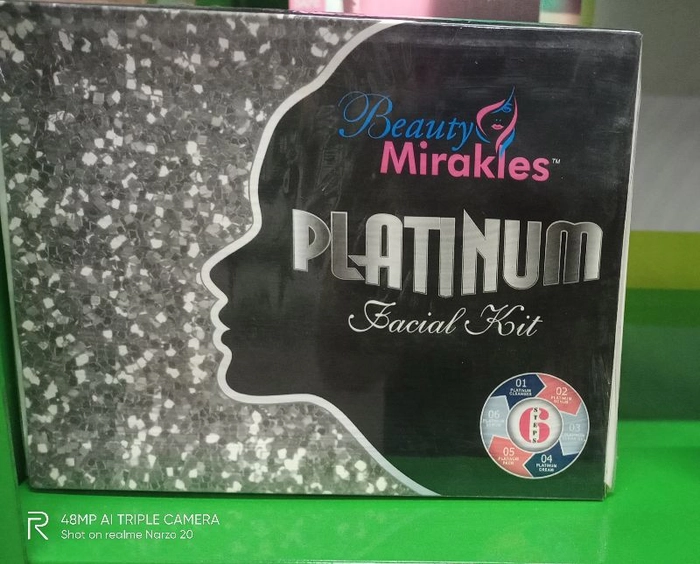 Beauty
Mirakles™
PLATINUM
Facial Kit
01
PLATINUM
CLEANSER
02
PLATINUM
03
04
PLATINUM
CREAM
05
PLATINUM
PACK
06
6
STEPS
48MP AI TRIPLE CAMERA
Shot on realme Narzo 20